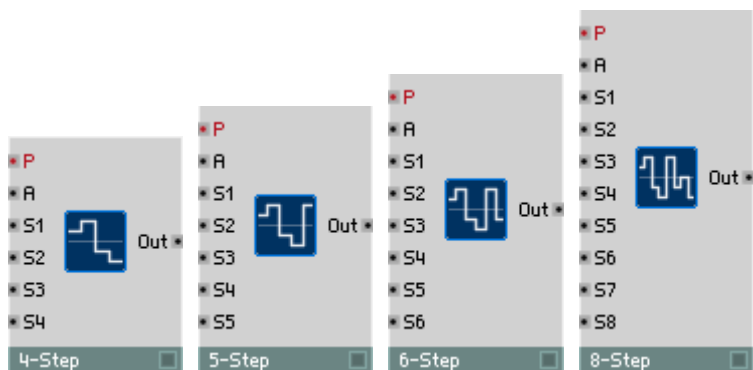 P
A
S1
S2
S3
S4
Out
4-Step
P
A
S1
S2
S3
S4
S5
Out
5-Step
P
A
S1
S2
S3
S4
S5
S6
Out
6-Step
P
A
S1
S2
S3
S4
S5
S6
S7
S8
Out
8-Step